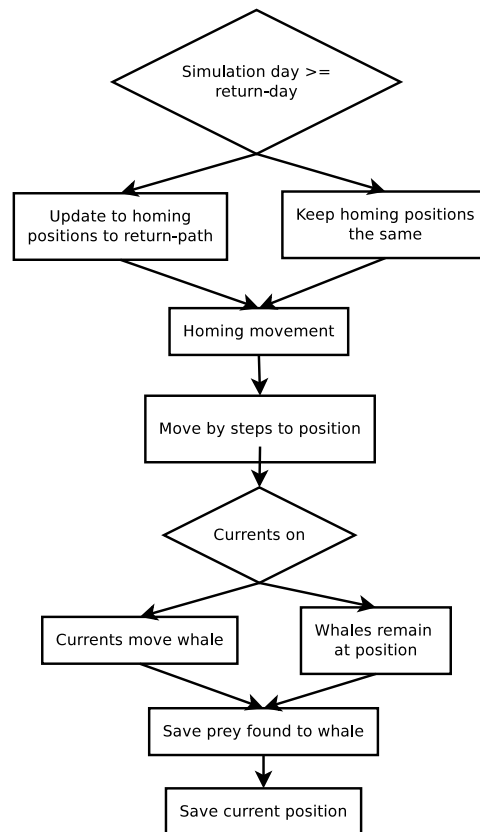 Simulation day >=
return-day
Update to homing
positions to return-path
Keep homing positions
the same
Homing movement
Move by steps to position
Currents on
Currents move whale
Whales remain
at position
Save prey found to whale
Save current position